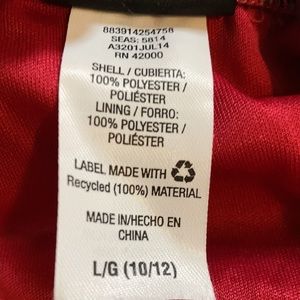 883914254758
SEAS: 5814
A3201JUL14
RN 42000
SHELL / CUBIERTA:
100% POLYESTER /
POLIÉSTER
LINING / FORRO:
100% POLYESTER /
POLIÉSTER
LABEL MADE WITH
Recycled (100%) MATERIAL
MADE IN/HECHO EN
CHINA
L/G (10/12)